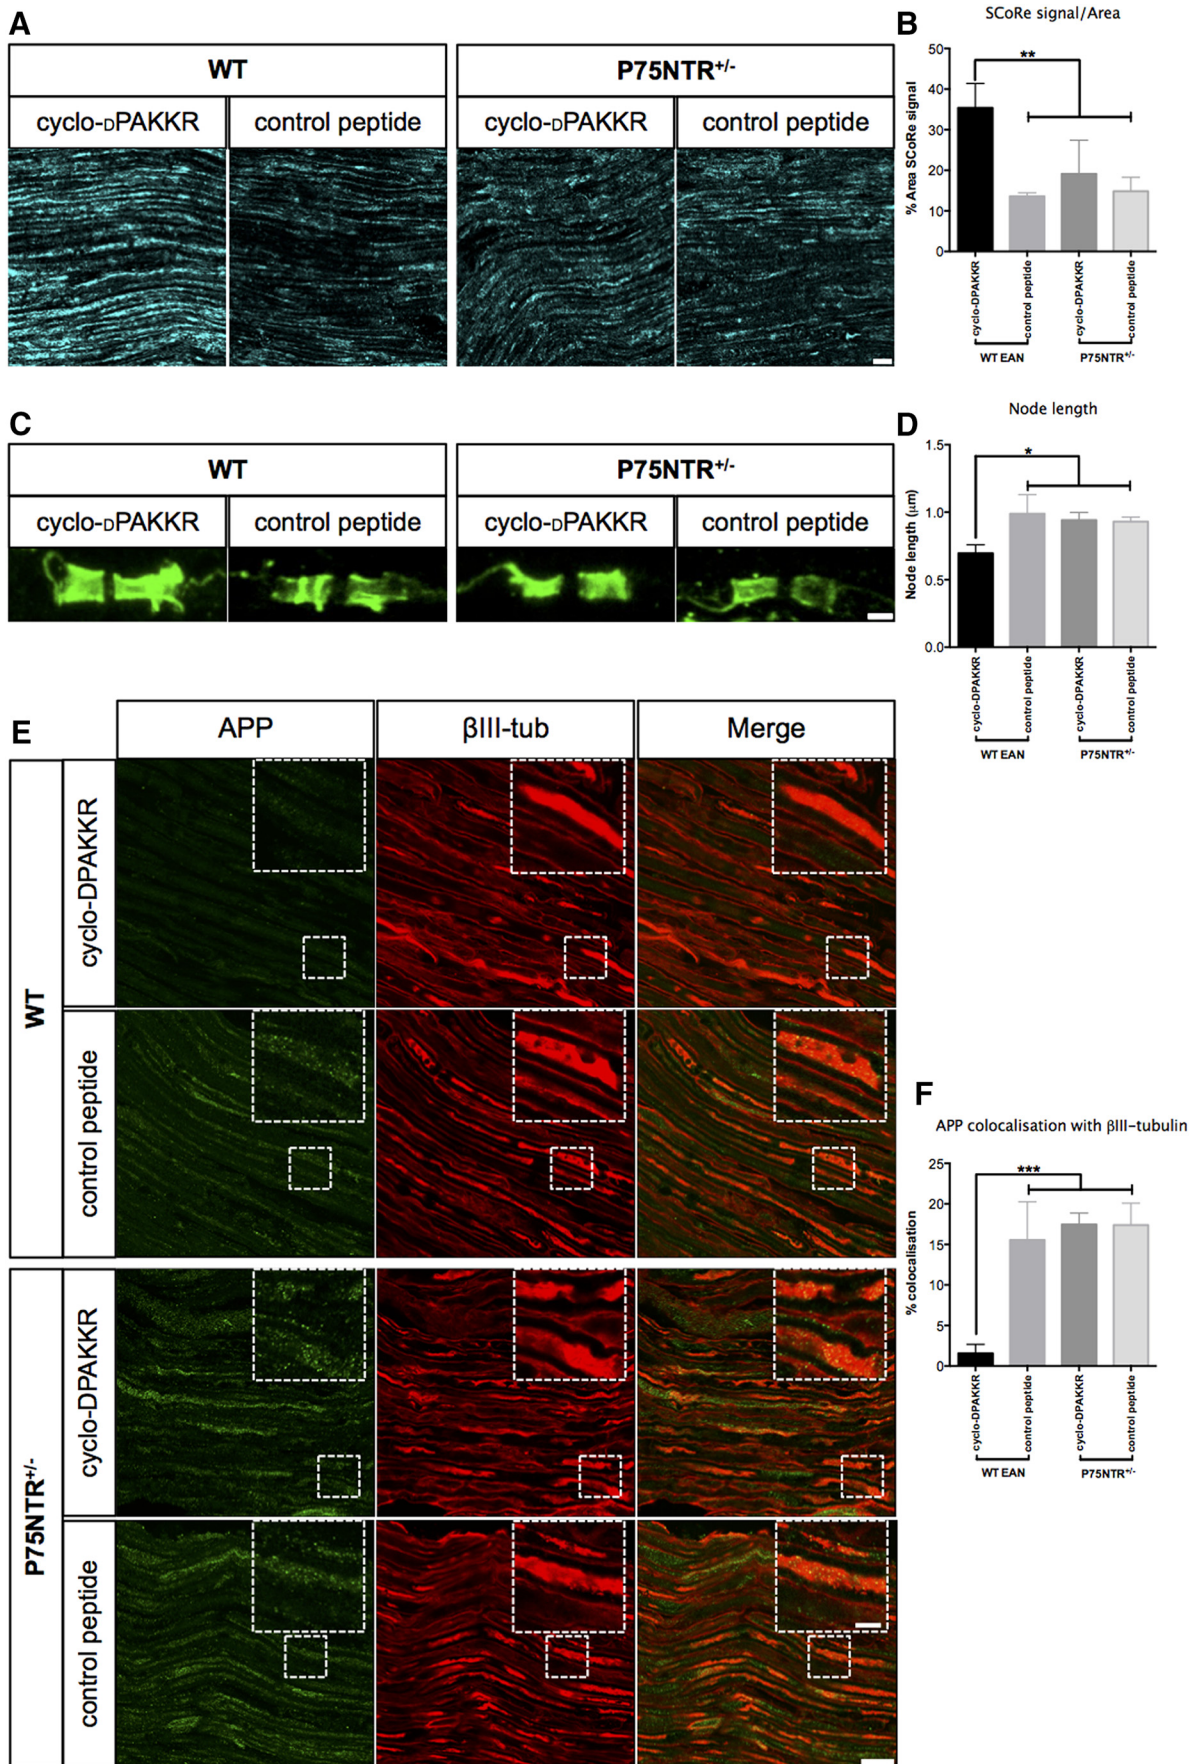 A
WT
P75NTR+/-
cyclo-DPAKKR
control peptide
cyclo-DPAKKR
control peptide
B
SCoRe signal/Area
% Area SCoRe signal
50
40
30
20
10
0
**
cyclo-DPAKKR
control peptide
cyclo-DPAKKR
control peptide
WT EAN
P75NTR+/-
C
WT
P75NTR+/-
cyclo-DPAKKR
control peptide
cyclo-DPAKKR
control peptide
D
Node length
Node length (µm)
1.5
1.0
0.5
0.0
*
cyclo-DPAKKR
control peptide
cyclo-DPAKKR
control peptide
WT EAN
P75NTR+/-
E
APP
βIII-tub
Merge
WT
cyclo-DPAKKR
control peptide
P75NTR+/-
cyclo-DPAKKR
control peptide
F
APP colocalisation with βIII-tubulin
% colocalisation
25
20
15
10
5
0
***
cyclo-DPAKKR
control peptide
cyclo-DPAKKR
control peptide
WT EAN
P75NTR+/-